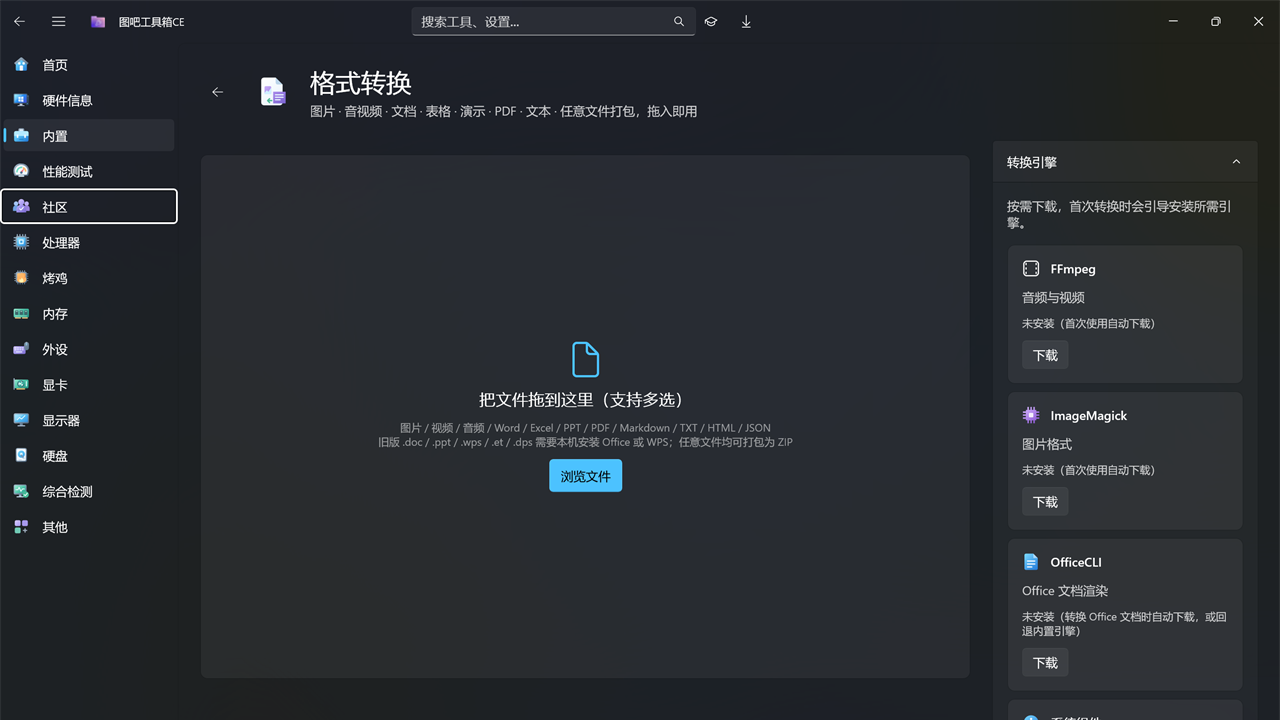 图吧工具箱CE
搜索工具、设置...
首页
硬件信息
内置
性能测试
社区
处理器
烤鸡
内存
外设
显卡
显示器
硬盘
综合检测
其他
格式转换
图片 · 音视频 · 文档 · 表格 · 演示 · PDF · 文本 · 任意文件打包，拖入即用
把文件拖到这里（支持多选）
图片 / 视频 / 音频 / Word / Excel / PPT / PDF / Markdown / TXT / HTML / JSON
旧版 .doc / .ppt / .wps / .et / .dps 需要本机安装 Office 或 WPS；任意文件均可打包为 ZIP
浏览文件
转换引擎
按需下载，首次转换时会引导安装所需引
擎。
FFmpeg
音频与视频
未安装（首次使用自动下载）
下载
ImageMagick
图片格式
未安装（首次使用自动下载）
下载
OfficeCLI
Office 文档渲染
未安装（转换 Office 文档时自动下载，或回
退内置引擎）
下载